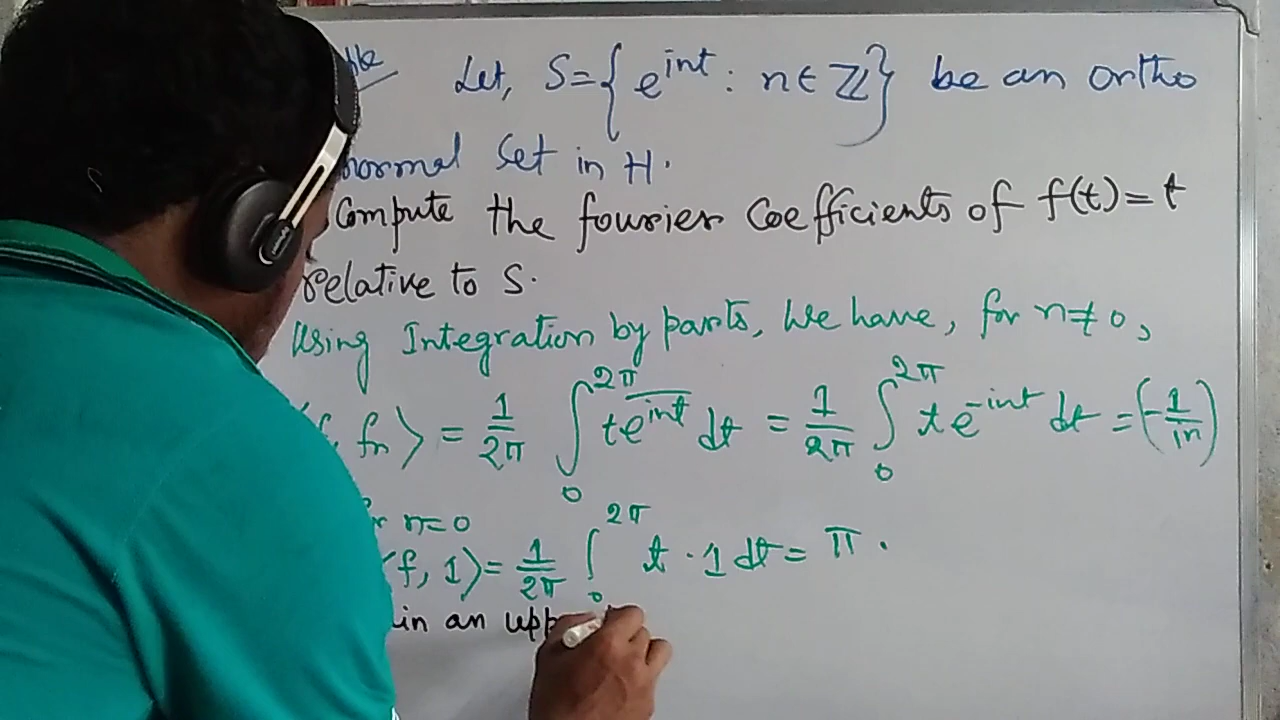 Let, S={e^int : n∈ℤ} be an ortho
normal set in H.
Compute the fourier coefficients of f(t)=t
relative to S.
Using Integration by parts, we have, for n≠0,
f, fn⟩ = 1/2π ∫₀^2π t\overline{e^{int}} dt = 1/2π ∫₀^2π t e^-int dt = (-1/in)
n=0
⟨f, 1⟩= 1/2π ∫₀^2π t · 1 dt = π.
in an upp